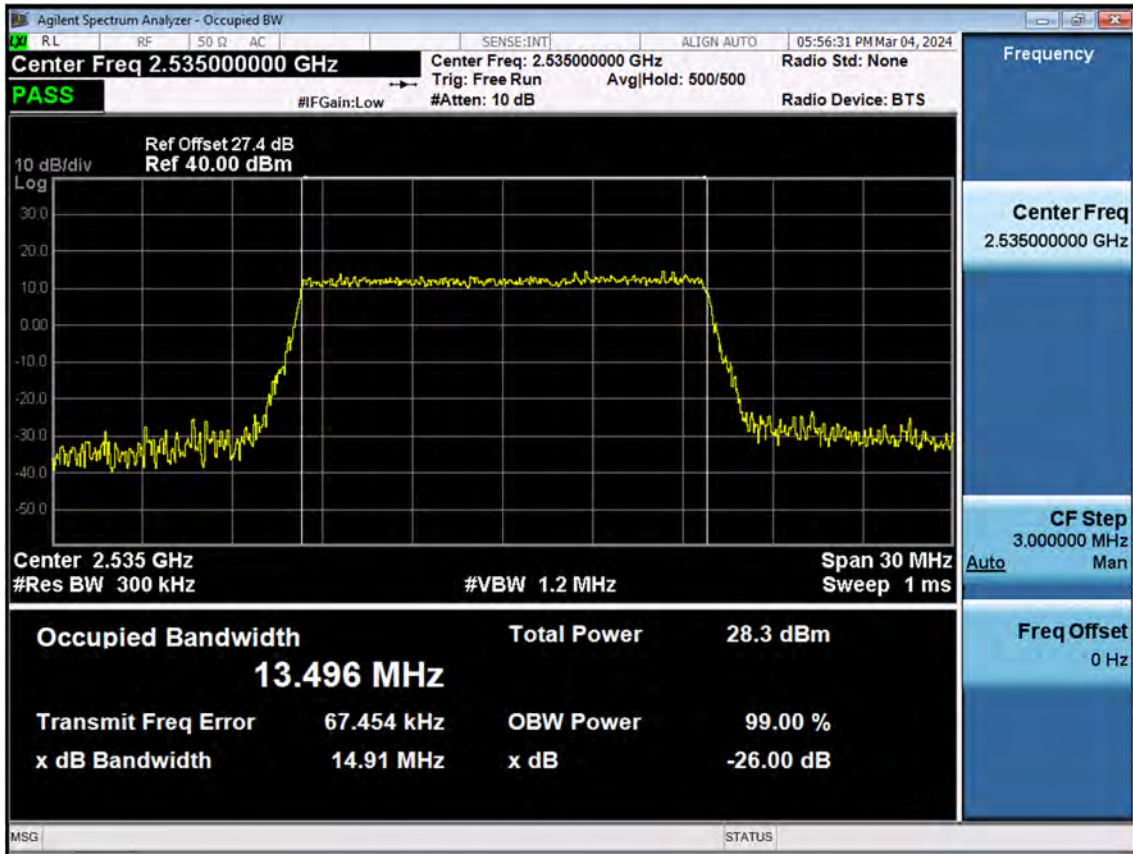 Agilent Spectrum Analyzer - Occupied BW
LXI RL RF 50 Ω AC SENSE:INT ALIGN AUTO 05:56:31 PM Mar 04, 2024
Center Freq 2.535000000 GHz
Center Freq: 2.535000000 GHz
Radio Std: None
Trig: Free Run Avg|Hold: 500/500
PASS
#IFGain:Low
#Atten: 10 dB
Radio Device: BTS
Ref Offset 27.4 dB
10 dB/div Ref 40.00 dBm
Log
30.0
20.0
10.0
0.00
-10.0
-20.0
-30.0
-40.0
-50.0
Center 2.535 GHz Span 30 MHz
#Res BW 300 kHz #VBW 1.2 MHz Sweep 1 ms
Occupied Bandwidth Total Power 28.3 dBm
13.496 MHz
Transmit Freq Error 67.454 kHz OBW Power 99.00 %
x dB Bandwidth 14.91 MHz x dB -26.00 dB
MSG STATUS
Frequency
Center Freq
2.535000000 GHz
CF Step
3.000000 MHz
Auto Man
Freq Offset
0 Hz